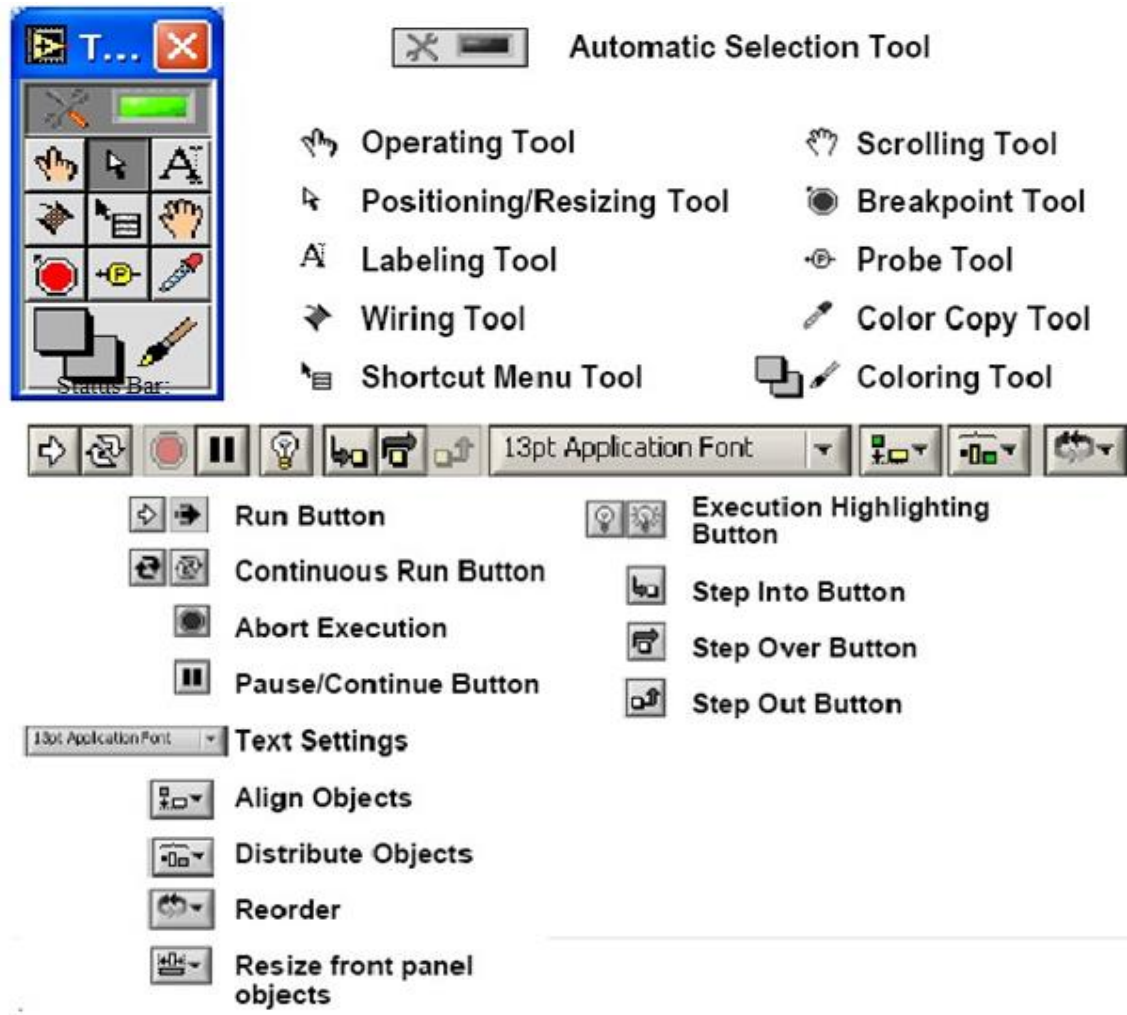 T...
Automatic Selection Tool
Operating Tool
Scrolling Tool
Positioning/Resizing Tool
Breakpoint Tool
Labeling Tool
Probe Tool
Wiring Tool
Color Copy Tool
Shortcut Menu Tool
Coloring Tool
Status Bar:
13pt Application Font
Run Button
Execution Highlighting
Button
Continuous Run Button
Step Into Button
Abort Execution
Step Over Button
Pause/Continue Button
Step Out Button
13pt Application Font
Text Settings
Align Objects
Distribute Objects
Reorder
Resize front panel
objects